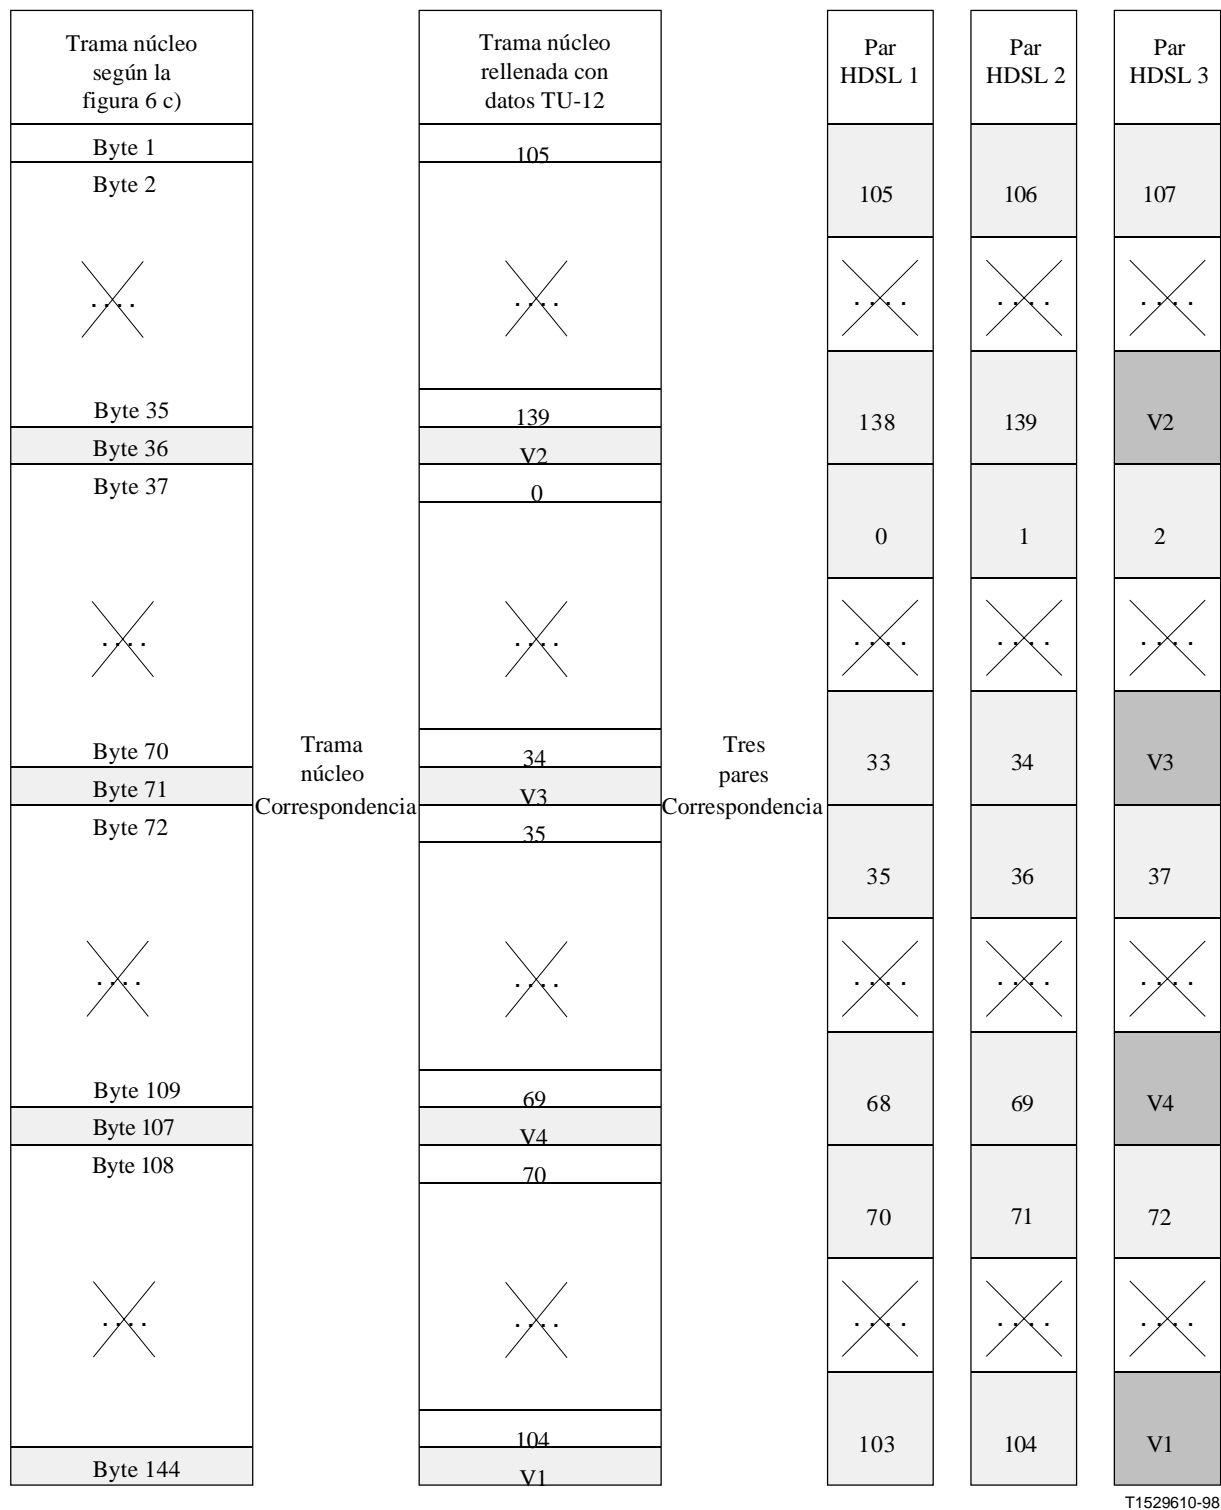 Trama núcleo
según la
figura 6 c)
Byte 1
Byte 2
. . . .
Byte 35
Byte 36
Byte 37
. . . .
Byte 70
Byte 71
Byte 72
. . . .
Byte 109
Byte 107
Byte 108
. . . .
Byte 144
Trama
núcleo
Correspondencia
Trama núcleo
rellenada con
datos TU-12
105
. . . .
139
V2
0
. . . .
34
V3
35
. . . .
69
V4
70
. . . .
104
V1
Tres
pares
Correspondencia
Par
HDSL 1
105
. . . .
138
0
. . . .
33
35
. . . .
68
70
. . . .
103
Par
HDSL 2
106
. . . .
139
1
. . . .
34
36
. . . .
69
71
. . . .
104
Par
HDSL 3
107
. . . .
V2
2
. . . .
V3
37
. . . .
V4
72
. . . .
V1
T1529610-98